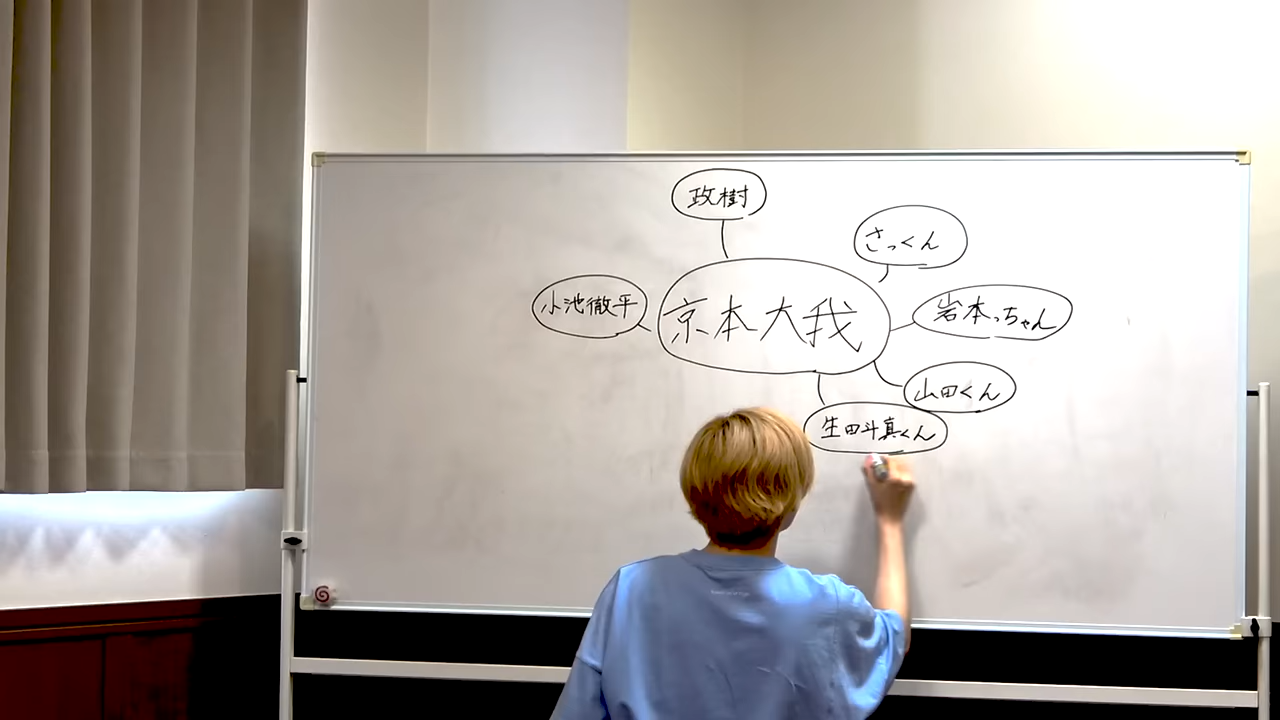 政樹
さっくん
小池徹平
京本大我
岩本っちゃん
山田くん
生田斗真くん